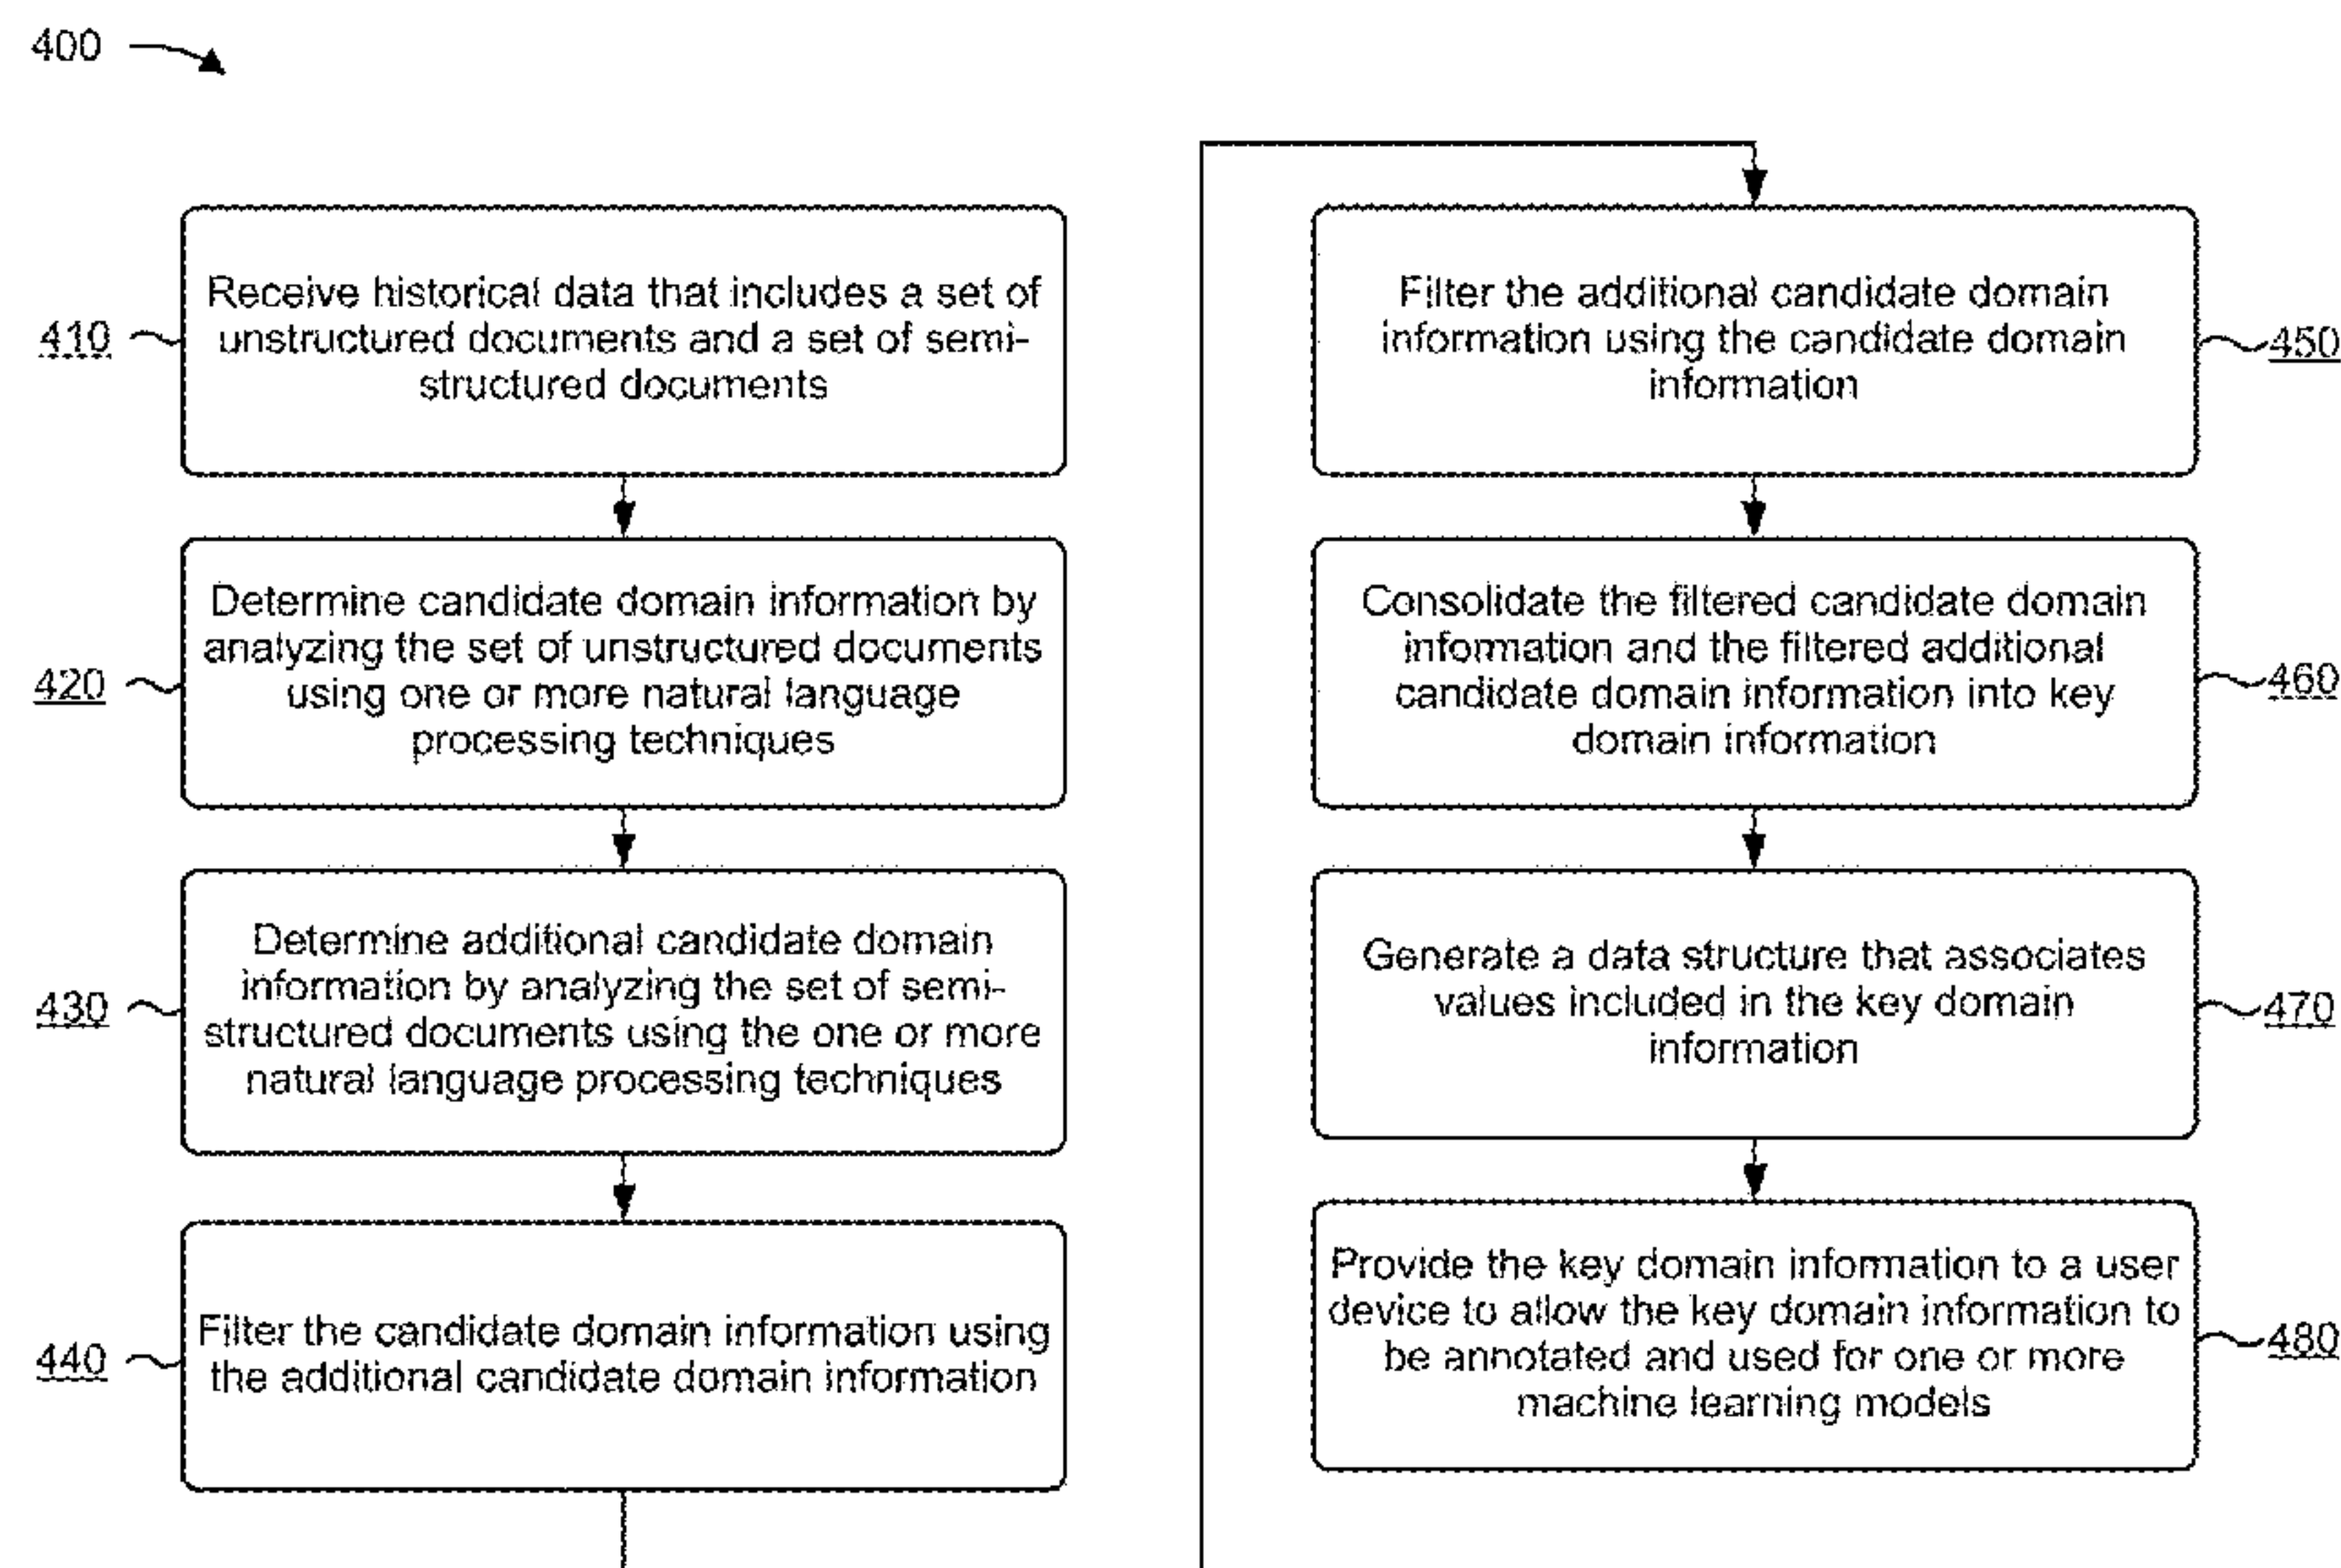 400
410
Receive historical data that includes a set of
unstructured documents and a set of semi-
structured documents
420
Determine candidate domain information by
analyzing the set of unstructured documents
using one or more natural language
processing techniques
430
Determine additional candidate domain
information by analyzing the set of semi-
structured documents using the one or more
natural language processing techniques
440
Filter the candidate domain information using
the additional candidate domain information
Filter the additional candidate domain
information using the candidate domain
information
450
Consolidate the filtered candidate domain
information and the filtered additional
candidate domain information into key
domain information
460
Generate a data structure that associates
values included in the key domain
information
470
Provide the key domain information to a user
device to allow the key domain information to
be annotated and used for one or more
machine learning models
480